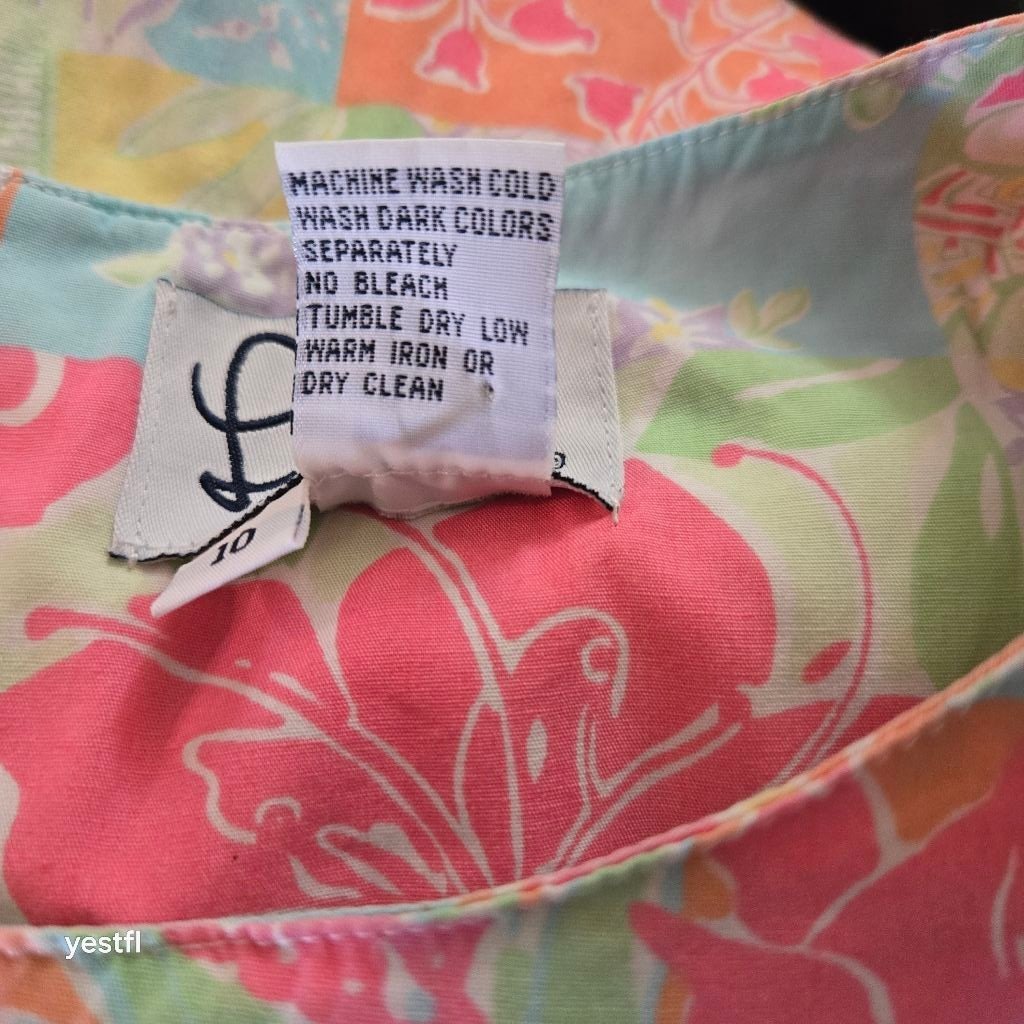 MACHINE WASH COLD
WASH DARK COLORS
SEPARATELY
NO BLEACH
TUMBLE DRY LOW
WARM IRON OR
DRY CLEAN
10
yestfl